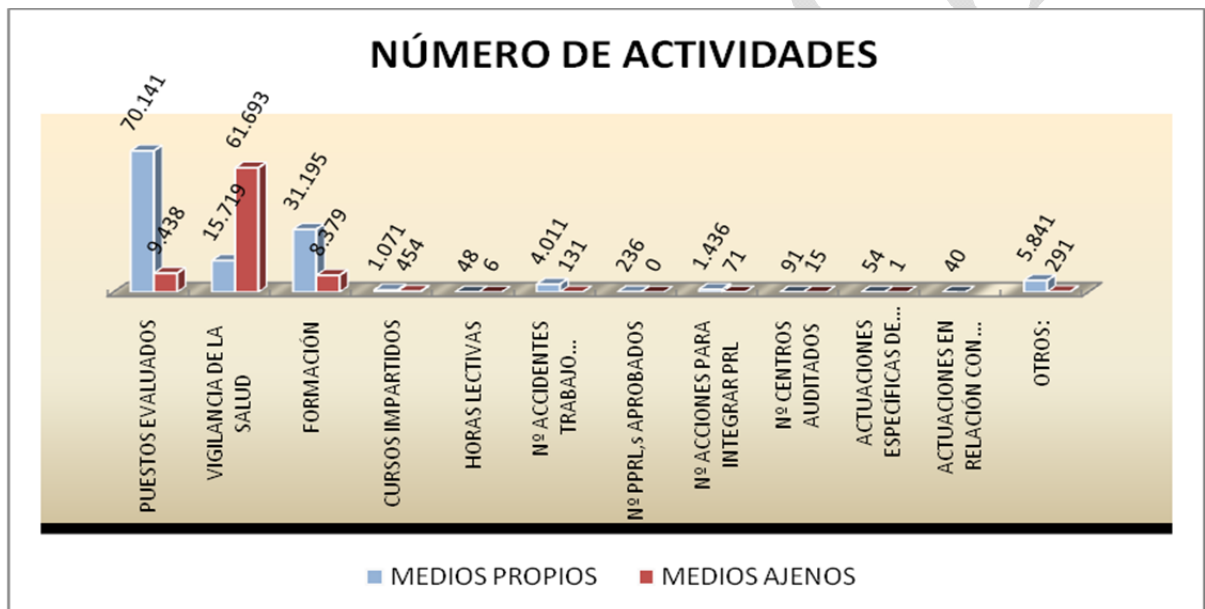 NÚMERO DE ACTIVIDADES
70.141
9.438
15.719
61.693
31.195
8.379
1.071
454
48
6
4.011
131
236
0
1.436
71
91
15
54
1
40
5.841
291
PUESTOS EVALUADOS
VIGILANCIA DE LA
SALUD
FORMACIÓN
CURSOS IMPARTIDOS
HORAS LECTIVAS
Nº ACCIDENTES
TRABAJO...
Nº PPRL,s APROBADOS
Nº ACCIONES PARA
INTEGRAR PRL
Nº CENTROS
AUDITADOS
ACTUACIONES
ESPECÍFICAS DE...
ACTUACIONES EN
RELACIÓN CON...
OTROS:
MEDIOS PROPIOS
MEDIOS AJENOS